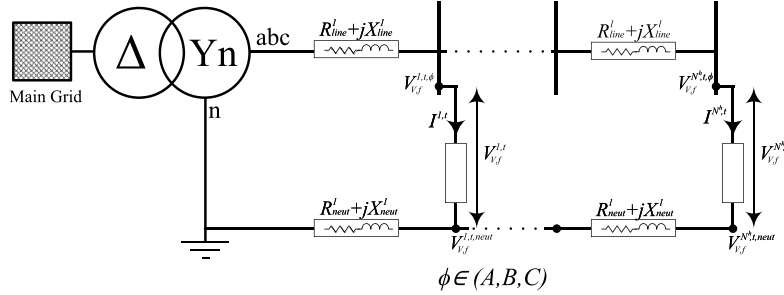 Δ
Yn
Main Grid
abc
n
R^l_line+jX^l_line
R^l_line+jX^l_line
V^{1,t,ϕ}_{V,f}
V^{N^h,t,ϕ}_{V,f}
I^{1,t}
V^{1,t}_{V,f}
I^{N^h,t}
V^{N^h,t}_{V,f}
R^l_neut+jX^l_neut
R^l_neut+jX^l_neut
V^{1,t,neut}_{V,f}
V^{N^h,t,neut}_{V,f}
ϕ∈(A,B,C)